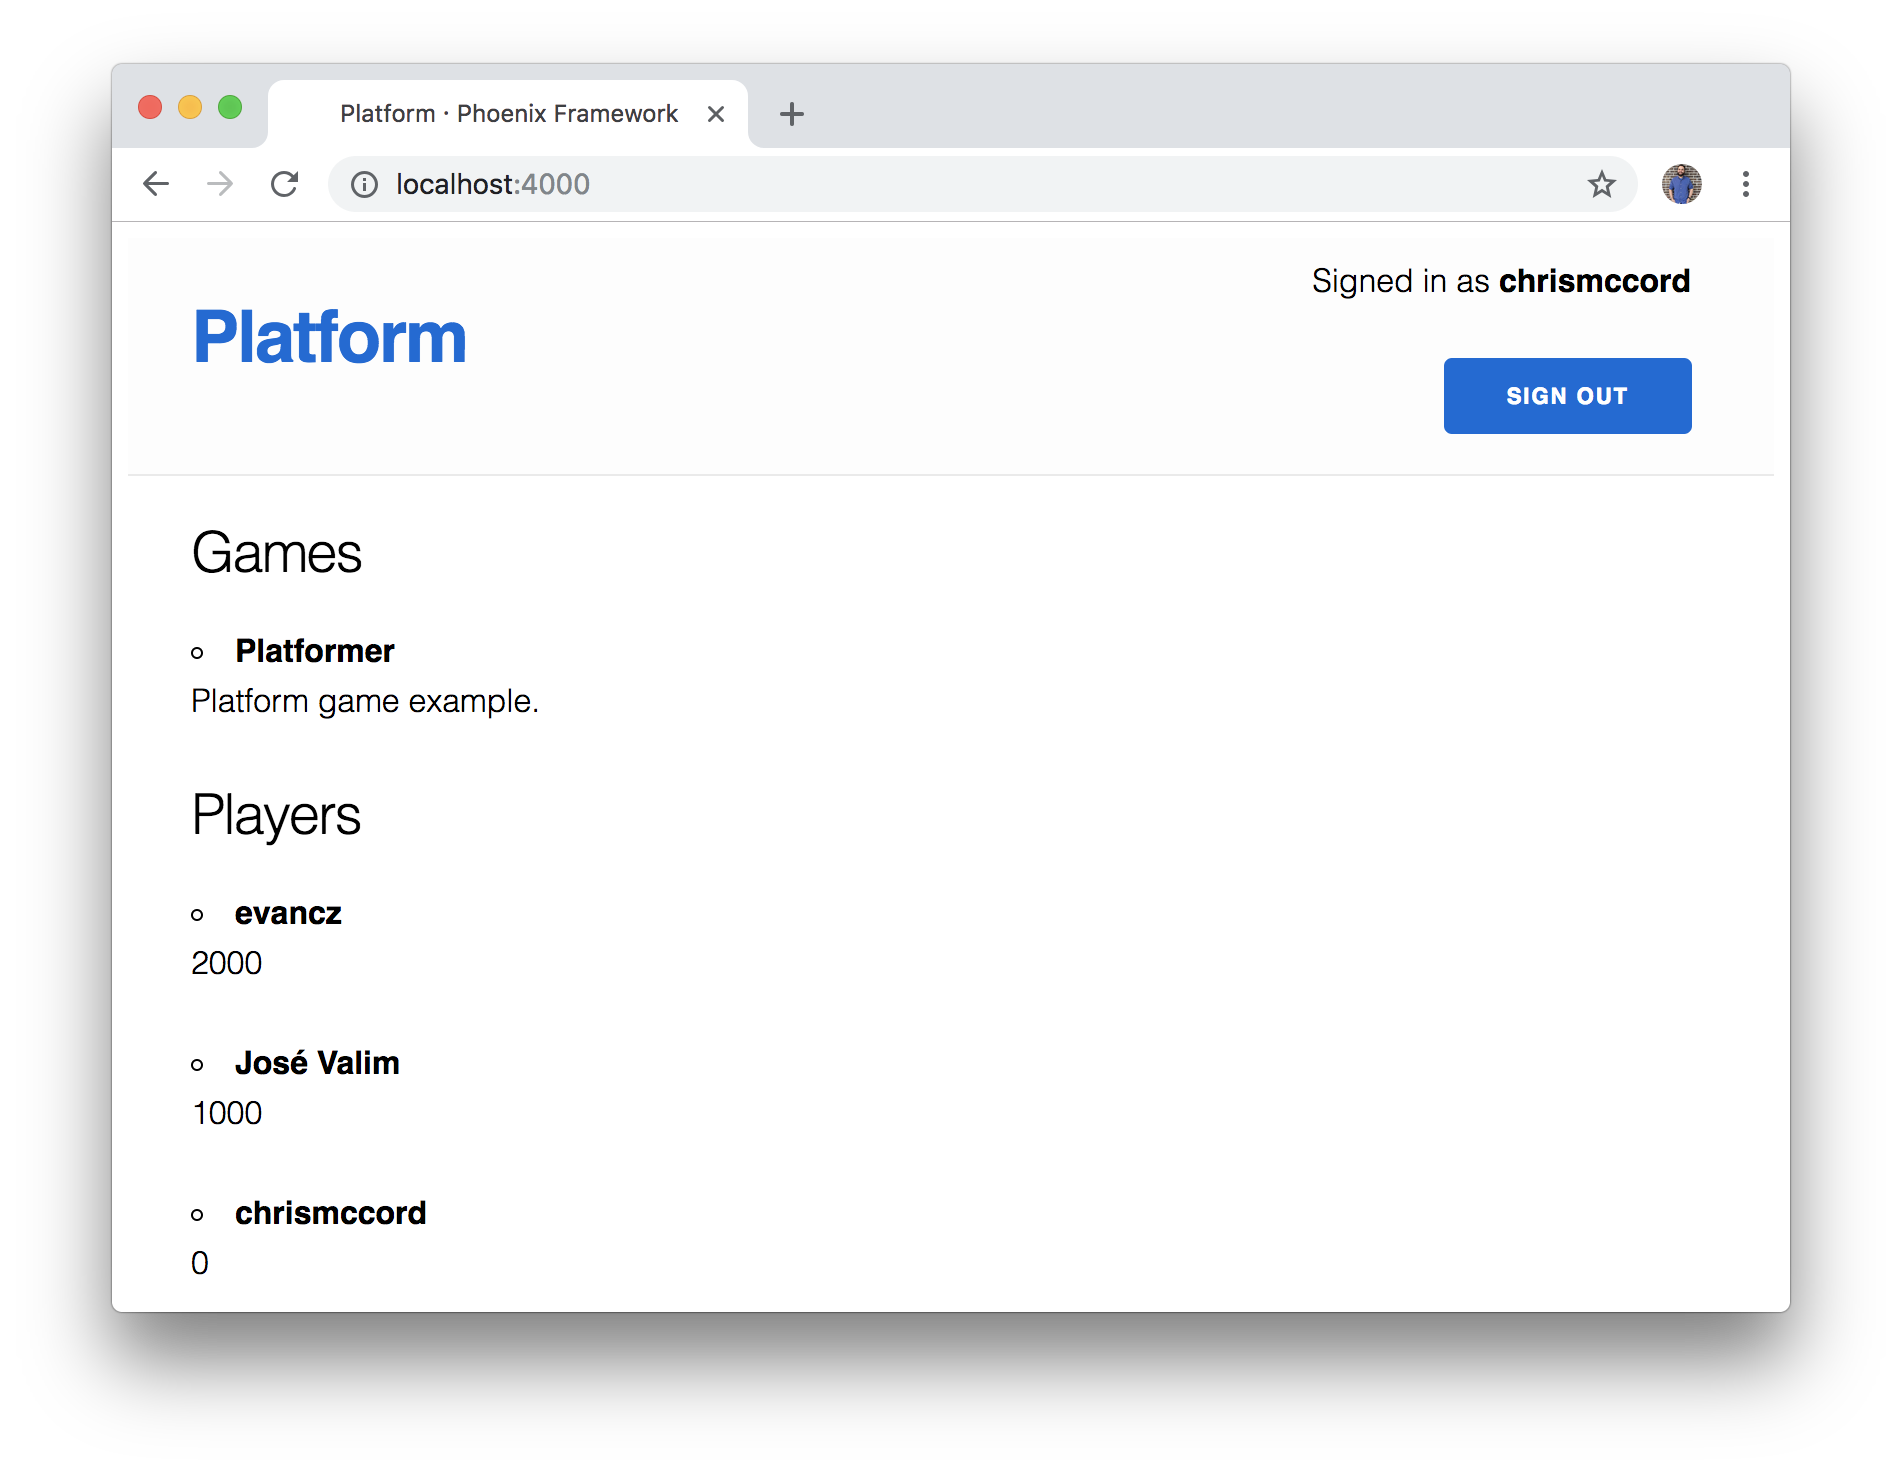 Platform · Phoenix Framework
localhost:4000
Signed in as chrismccord
Platform
SIGN OUT
Games
Platformer
Platform game example.
Players
evancz
2000
José Valim
1000
chrismccord
0